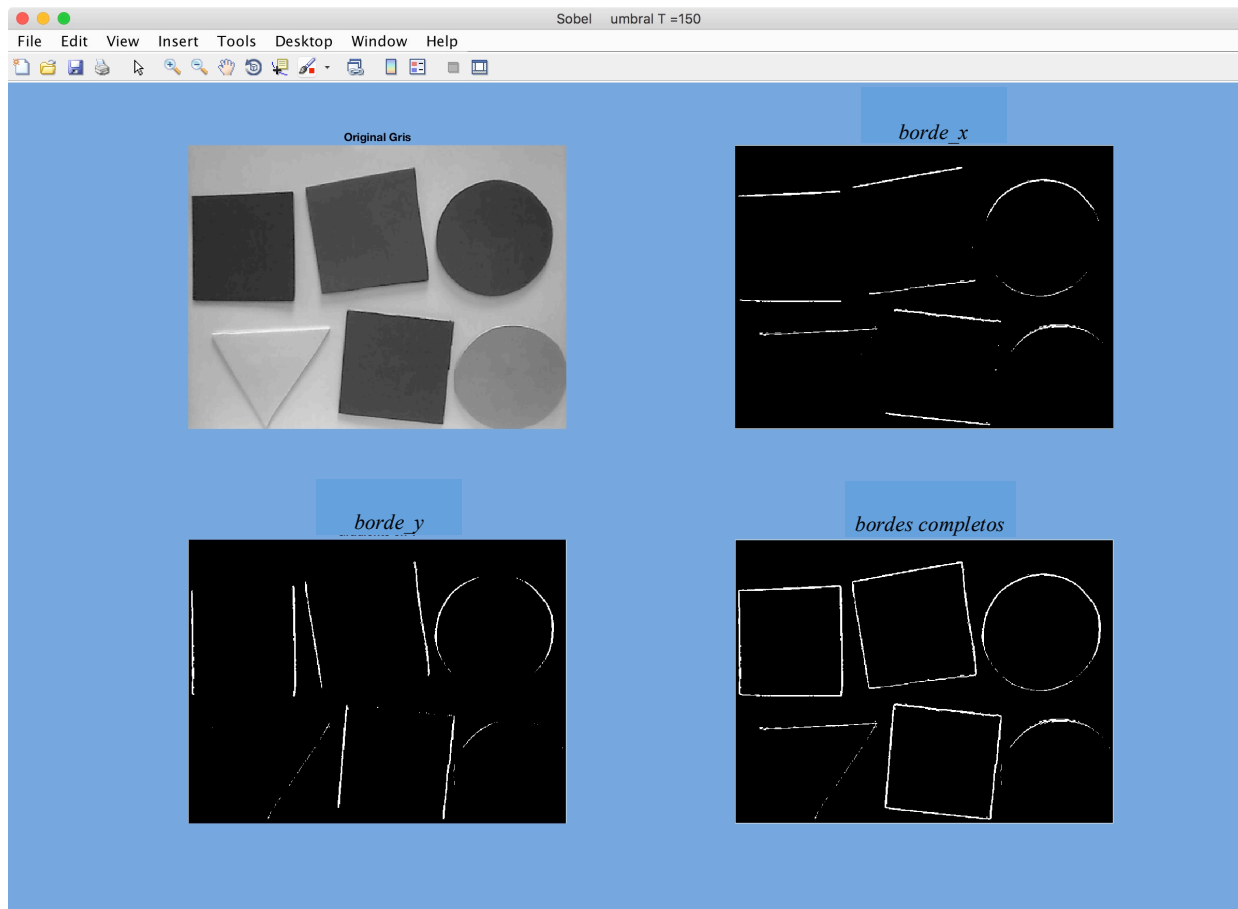 Sobel umbral T =150
File Edit View Insert Tools Desktop Window Help
Original Gris
borde_x
borde_y
bordes completos